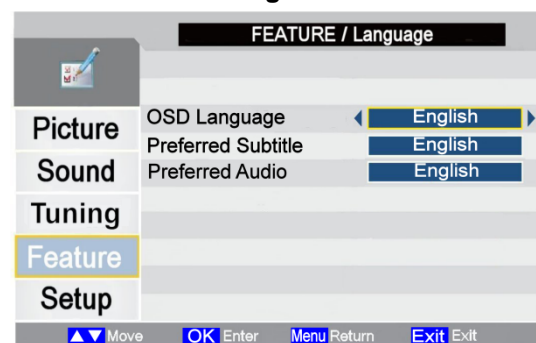 FEATURE / Language
OSD Language English
Preferred Subtitle English
Preferred Audio English
Picture
Sound
Tuning
Feature
Setup
▲▼ Move OK Enter Menu Return Exit Exit